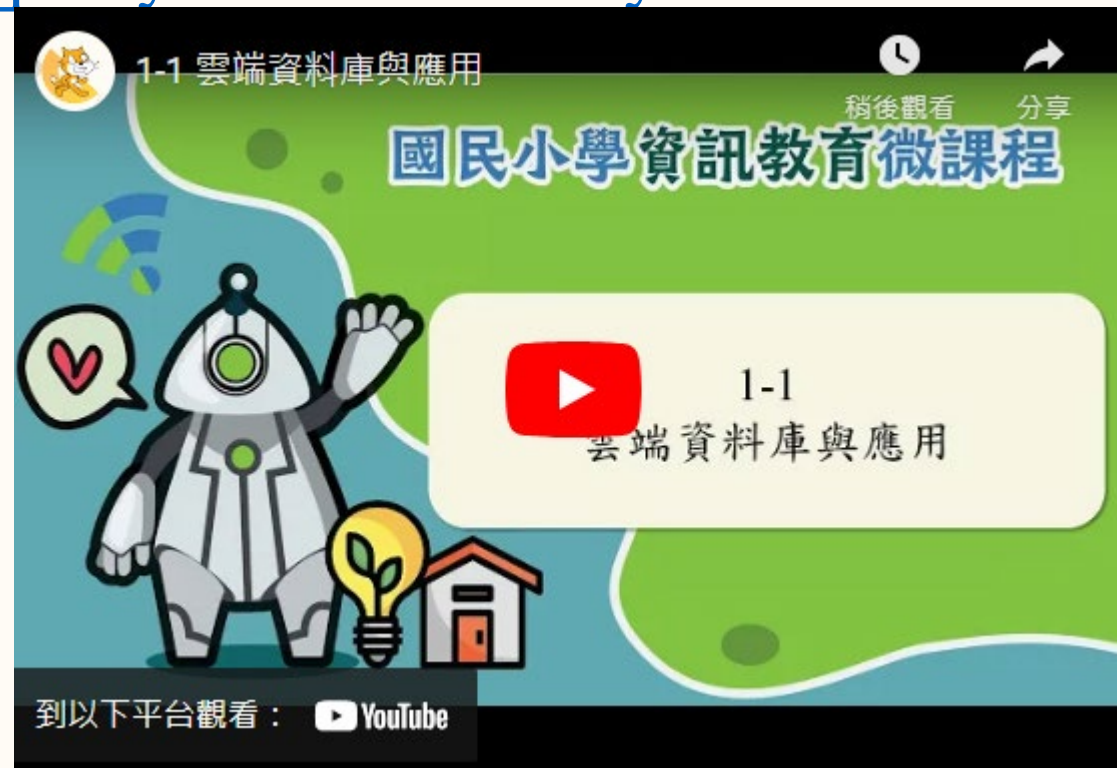 1-1 雲端資料庫與應用
稍後觀看
分享
國民小學資訊教育微課程
1-1
雲端資料庫與應用
到以下平台觀看：
YouTube